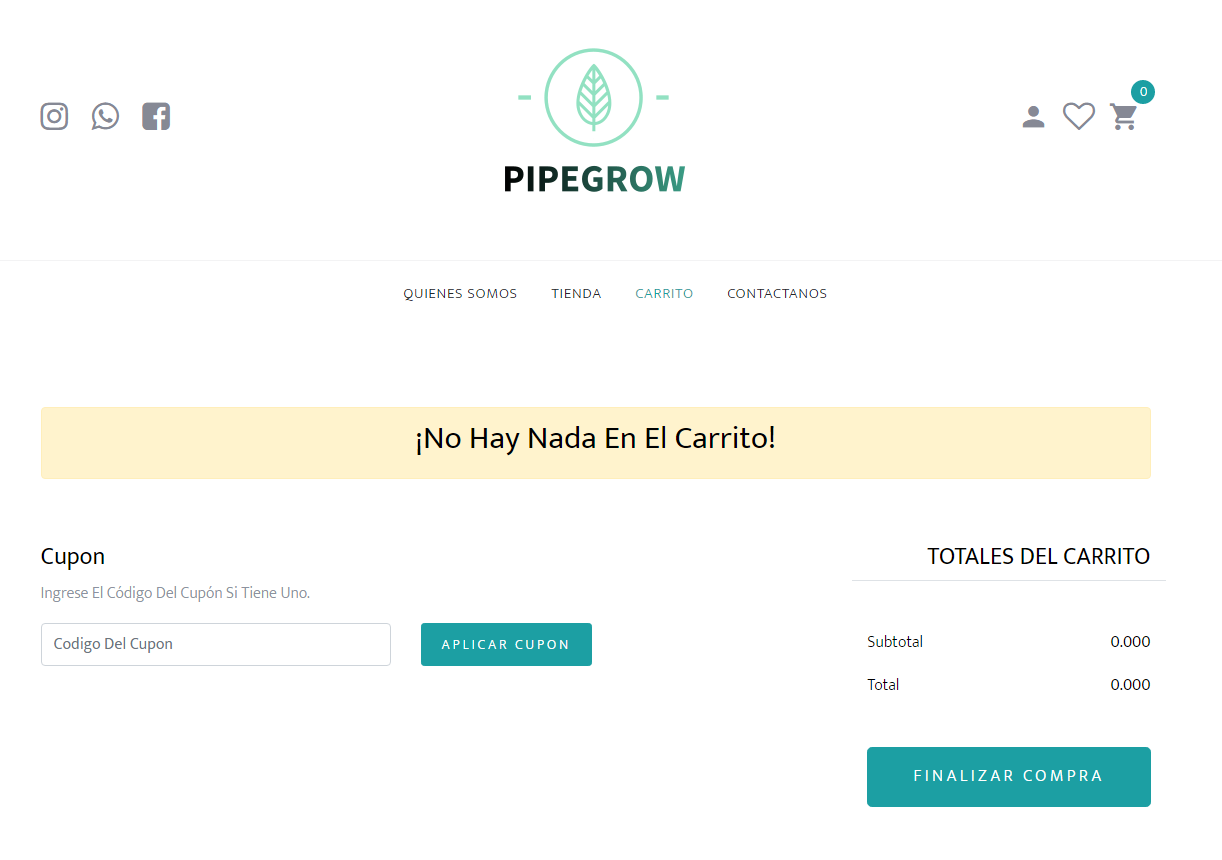 0
PIPEGROW
QUIENES SOMOS TIENDA CARRITO CONTACTANOS
¡No Hay Nada En El Carrito!
Cupon
Ingrese El Código Del Cupón Si Tiene Uno.
Codigo Del Cupon
APLICAR CUPON
TOTALES DEL CARRITO
Subtotal 0.000
Total 0.000
FINALIZAR COMPRA